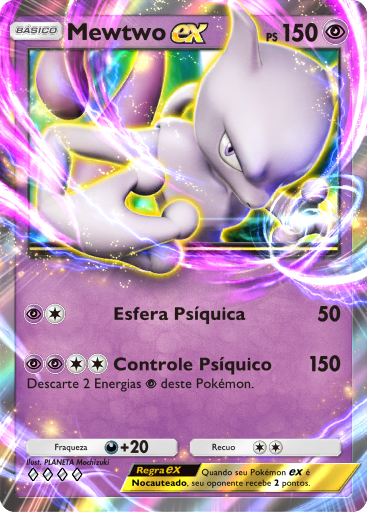 BÁSICO Mewtwo ex PS 150
Esfera Psíquica 50
Controle Psíquico 150
Descarte 2 Energias deste Pokémon.
Fraqueza +20 Recuo
Ilust. PLANETA Mochizuki
Regra ex Quando seu Pokémon ex é
Nocauteado, seu oponente recebe 2 pontos.